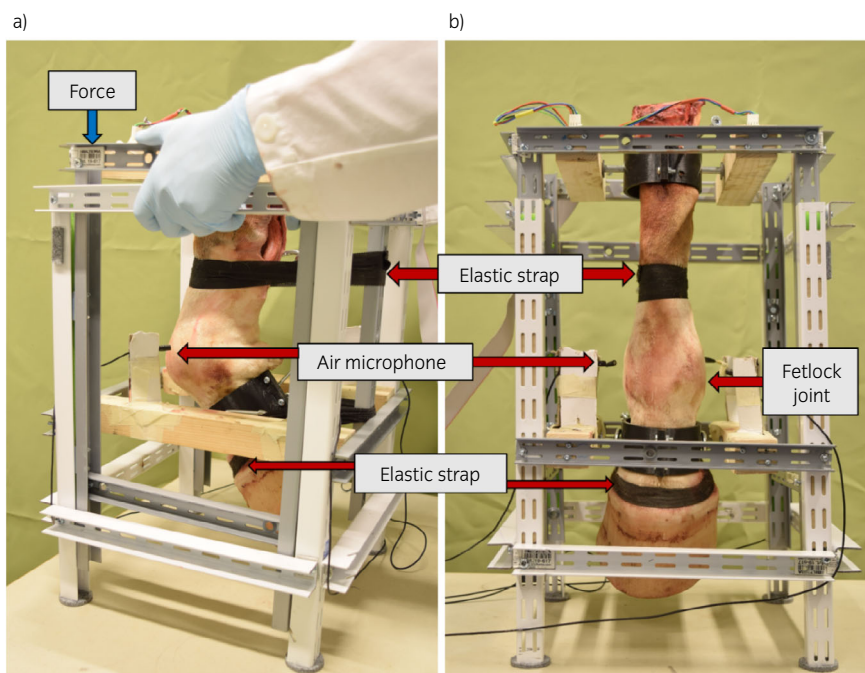 a)
b)
Force
Elastic strap
Air microphone
Fetlock
joint
Elastic strap